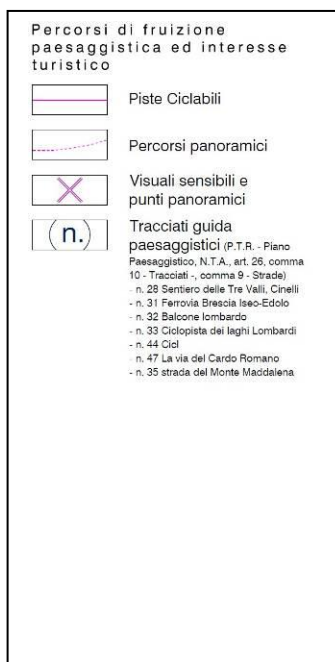 Percorsi di fruizione
paesaggistica ed interesse
turistico
Piste Ciclabili
Percorsi panoramici
Visuali sensibili e
punti panoramici
(n.)
Tracciati guida
paesaggistici (P.T.R. - Piano
Paesaggistico, N.T.A., art. 26, comma
10 - Tracciati -, comma 9 - Strade)
- n. 28 Sentiero delle Tre Valli, Cinelli
- n. 31 Ferrovia Brescia Iseo-Edolo
- n. 32 Balcone lombardo
- n. 33 Ciclopista dei laghi Lombardi
- n. 44 Cicl
- n. 47 La via del Cardo Romano
- n. 35 strada del Monte Maddalena